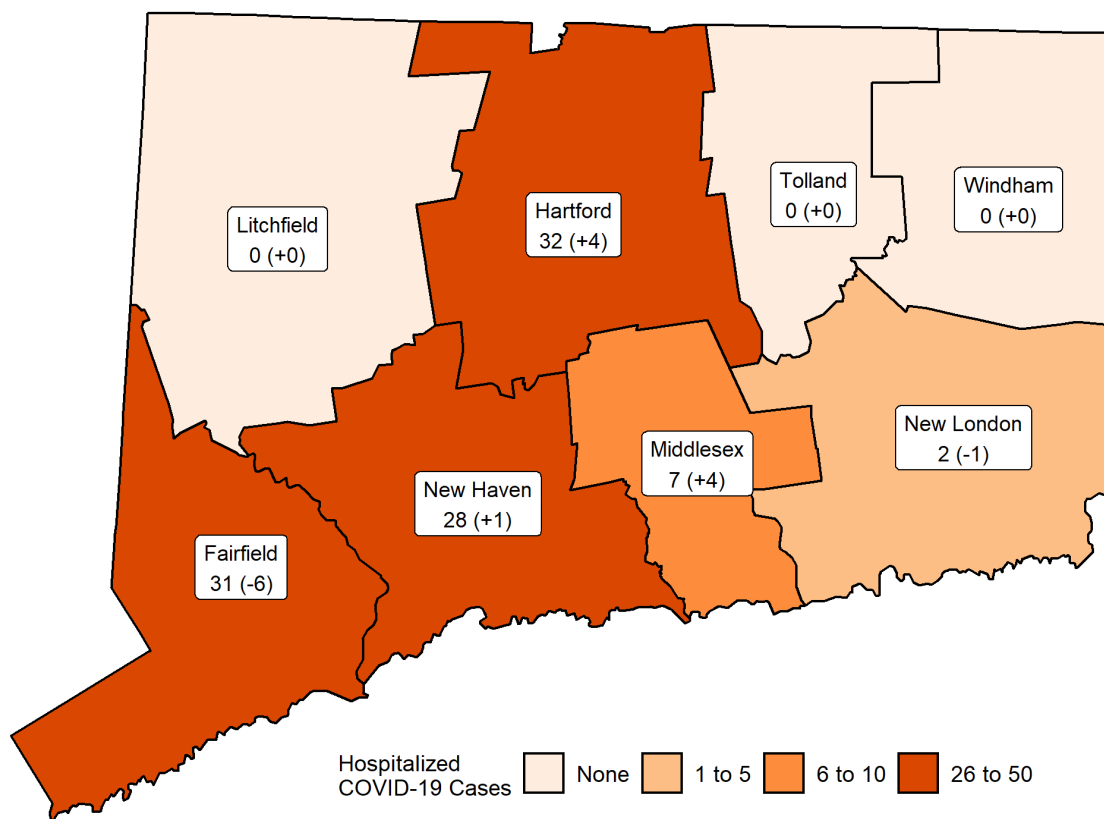 Litchfield
0 (+0)
Hartford
32 (+4)
Tolland
0 (+0)
Windham
0 (+0)
Fairfield
31 (-6)
New Haven
28 (+1)
Middlesex
7 (+4)
New London
2 (-1)
Hospitalized
COVID-19 Cases
None
1 to 5
6 to 10
26 to 50